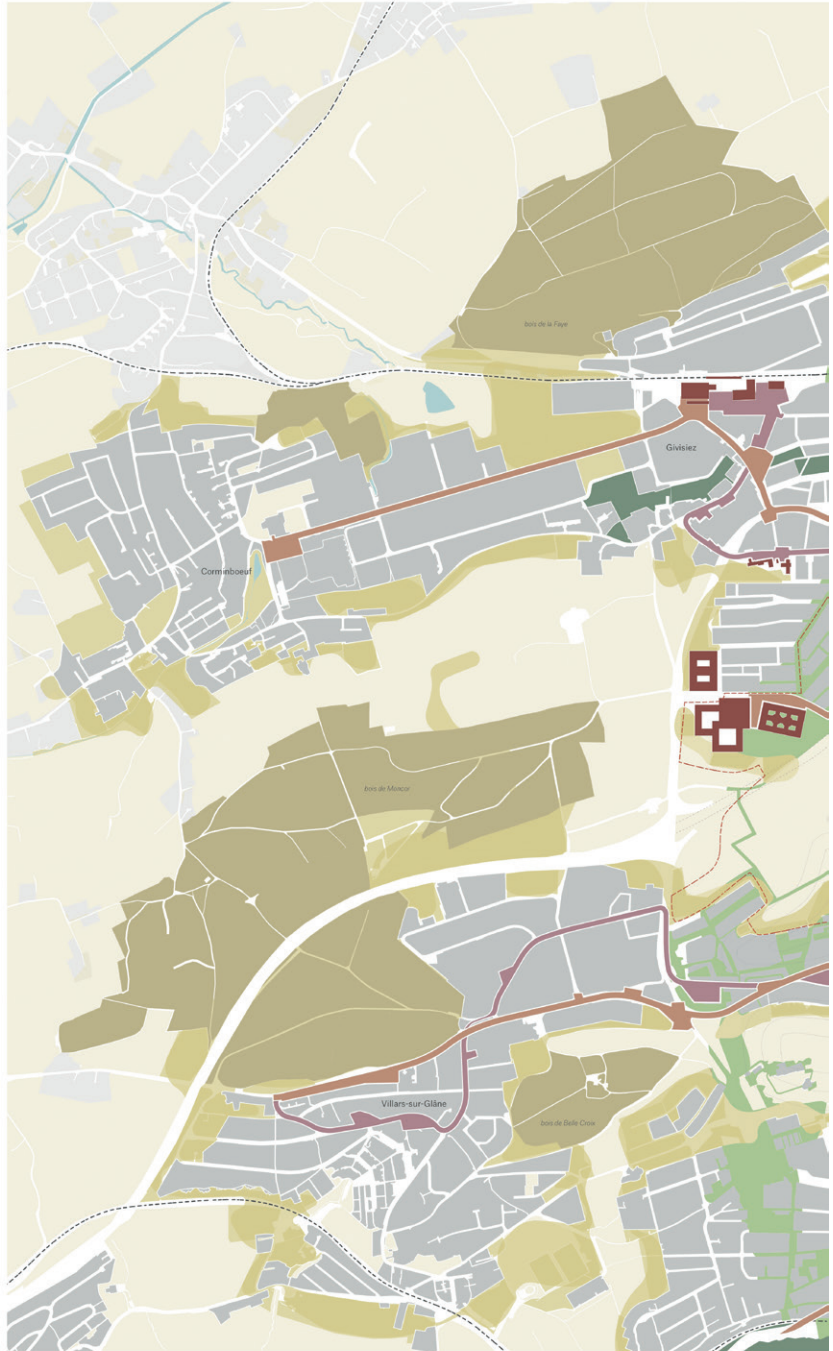 bois de la Faye
Givisiez
Corminboeuf
bois de Moncor
Villars-sur-Glâne
bois de Belle Croix